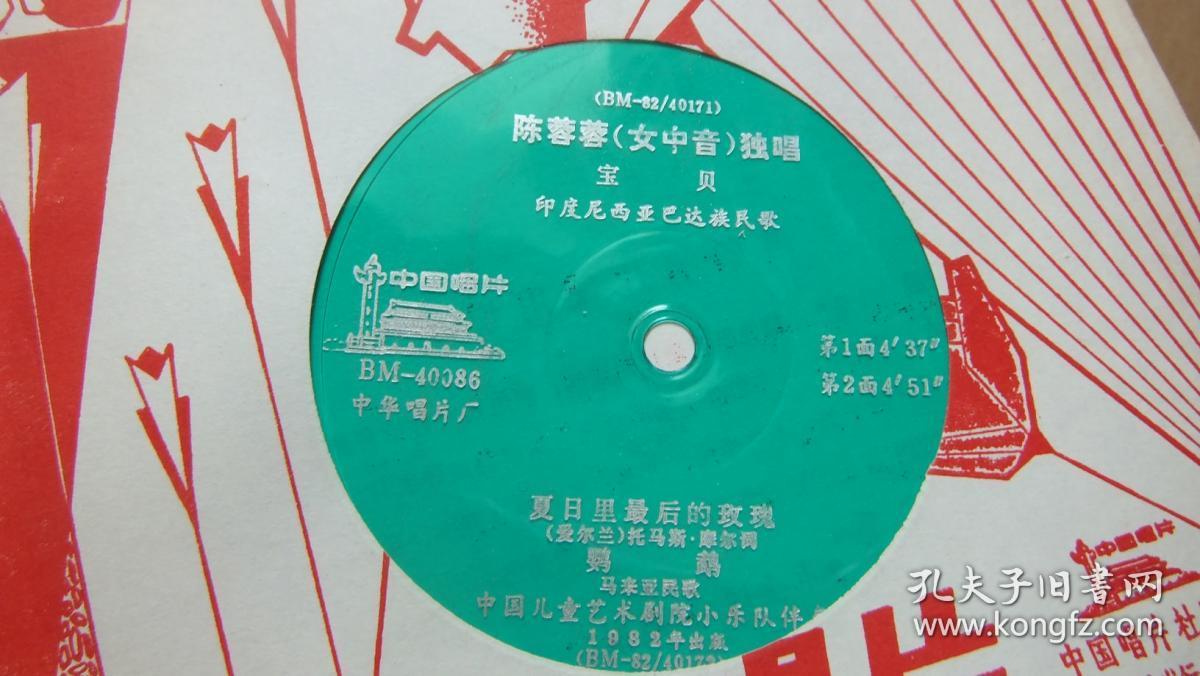 (BM-82/40171)
陈蓉蓉(女中音)独唱
宝 贝
印度尼西亚巴达族民歌
中国唱片
BM-40086
中华唱片厂
第1面4′37″
第2面4′51″
夏日里最后的玫瑰
(爱尔兰)托马斯·摩尔词
鹦 鹉
马来亚民歌
中国儿童艺术剧院小乐队伴
1982年出版
(BM-82/40172)
中国唱片社
孔夫子旧书网
www.kongfz.com